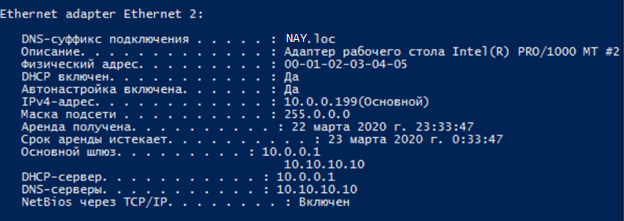 Ethernet adapter Ethernet 2:
DNS-суффикс подключения . . . . . : NAY.loc
Описание. . . . . . . . . . . . . : Адаптер рабочего стола Intel(R) PRO/1000 MT #2
Физический адрес. . . . . . . . . : 00-01-02-03-04-05
DHCP включен. . . . . . . . . . . : Да
Автонастройка включена. . . . . . : Да
IPv4-адрес. . . . . . . . . . . . : 10.0.0.199(Основной)
Маска подсети . . . . . . . . . . : 255.0.0.0
Аренда получена. . . . . . . . . . : 22 марта 2020 г. 23:33:47
Срок аренды истекает. . . . . . . . . . : 23 марта 2020 г. 0:33:47
Основной шлюз. . . . . . . . . : 10.0.0.1
10.10.10.10
DHCP-сервер. . . . . . . . . . . : 10.0.0.1
DNS-серверы. . . . . . . . . . . : 10.10.10.10
NetBios через TCP/IP. . . . . . . . : Включен